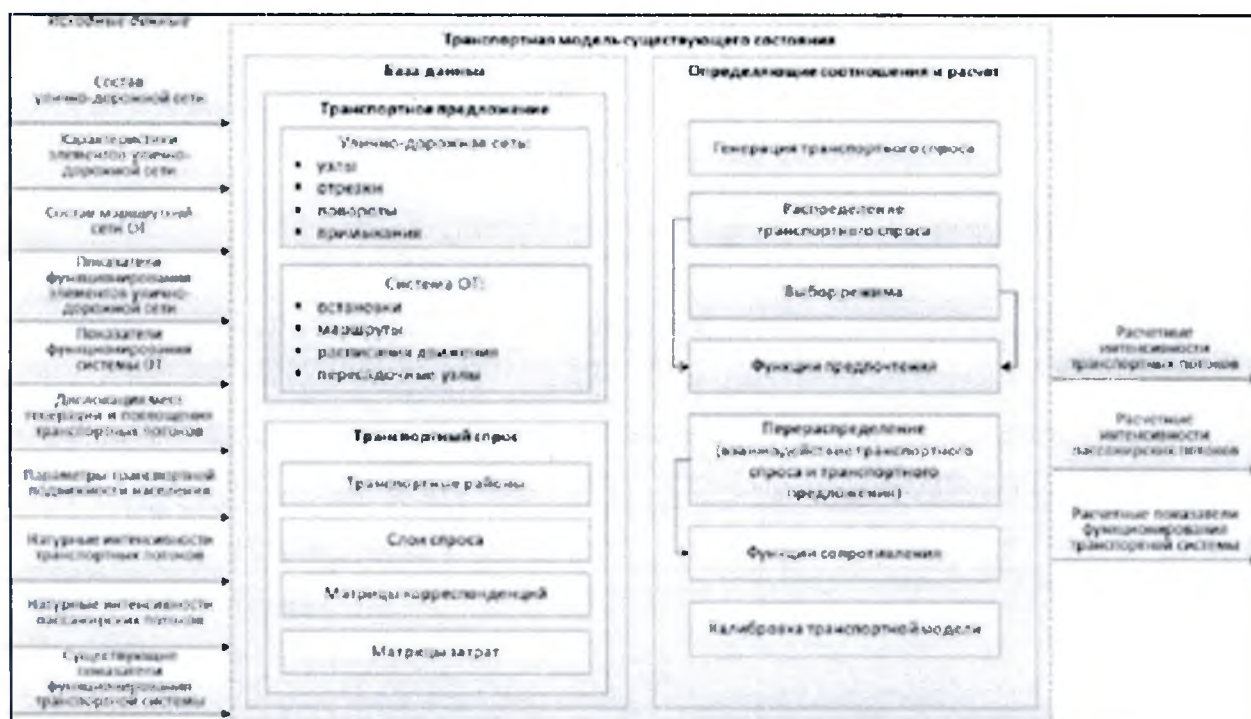 Исходные данные
Состав
улично-дорожной сети
Характеристики
элементов улично-
дорожной сети
Состав маршрутной
сети ОТ
Показатели
функционирования
элементов улично-
дорожной сети
Показатели
функционирования
системы ОТ
Дислокация мест
генерации и поглощения
транспортных потоков
Параметры транспортной
подвижности населения
Натурные интенсивности
транспортных потоков
Натурные интенсивности
пассажирских потоков
Существующие
показатели
функционирования
транспортной системы
Транспортная модель существующего состояния
База данных
Транспортное предложение
Улично-дорожная сеть:
узлы
отрезки
повороты
примыкания
Система ОТ:
остановки
маршруты
расписания движения
пересадочные узлы
Транспортный спрос
Транспортные районы
Слои спроса
Матрицы корреспонденций
Матрицы затрат
Определяющие соотношения и расчет
Генерация транспортного спроса
Распределение
транспортного спроса
Выбор режима
Функции предпочтения
Перераспределение
(взаимодействие транспортного
спроса и транспортного
предложения)
Функции сопротивления
Калибровка транспортной модели
Расчетные
интенсивности
транспортных потоков
Расчетные
интенсивности
пассажирских потоков
Расчетные показатели
функционирования
транспортной системы